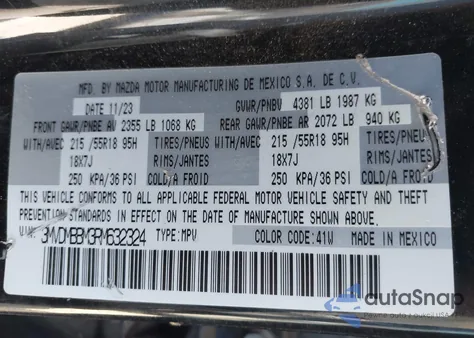 MFD. BY MAZDA MOTOR MANUFACTURING DE MEXICO S.A. DE C.V.
DATE 11/23 GVWR/PNBV 4381 LB 1987 KG
FRONT GAWR/PNBE AV 2355 LB 1068 KG REAR GAWR/PNBE AR 2072 LB 940 KG
WITH/AVEC 215 /55R18 95H TIRES/PNEUS WITH/AVEC 215 /55R18 95H TIRES/PNEUS
18X7J RIMS/JANTES 18X7J RIMS/JANTES
250 KPA/36 PSI COLD/A FROID 250 KPA/36 PSI COLD/A FROID
THIS VEHICLE CONFORMS TO ALL APPLICABLE FEDERAL MOTOR VEHICLE SAFETY AND THEFT
PREVENTION STANDARDS IN EFFECT ON THE DATE OF MANUFACTURE SHOWN ABOVE.
V.I.N. 3MVDMBBM3RM632324 TYPE:MPV COLOR CODE:41W MADE IN MEXICO
autaSnap